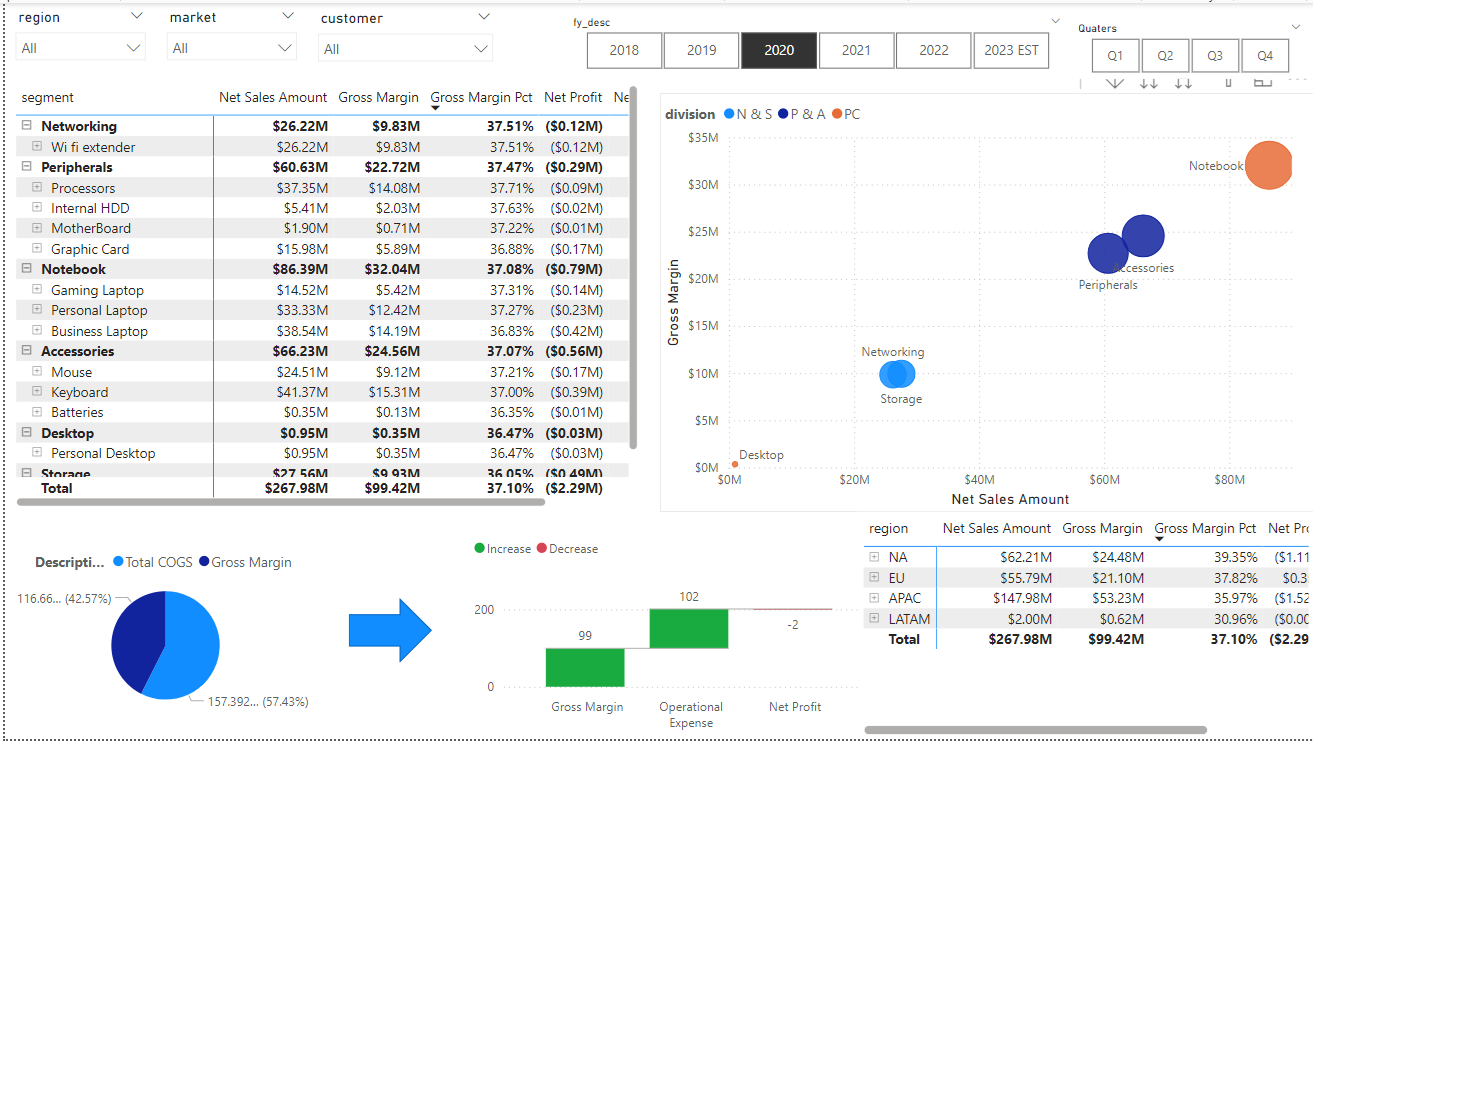 region market customer
All All All
fy_desc
2018 2019 2020 2021 2022 2023 EST
Quaters
Q1 Q2 Q3 Q4
segment Net Sales Amount Gross Margin Gross Margin Pct Net Profit Ne
Networking $26.22M $9.83M 37.51% ($0.12M)
Wi fi extender $26.22M $9.83M 37.51% ($0.12M)
Peripherals $60.63M $22.72M 37.47% ($0.29M)
Processors $37.35M $14.08M 37.71% ($0.09M)
Internal HDD $5.41M $2.03M 37.63% ($0.02M)
MotherBoard $1.90M $0.71M 37.22% ($0.01M)
Graphic Card $15.98M $5.89M 36.88% ($0.17M)
Notebook $86.39M $32.04M 37.08% ($0.79M)
Gaming Laptop $14.52M $5.42M 37.31% ($0.14M)
Personal Laptop $33.33M $12.42M 37.27% ($0.23M)
Business Laptop $38.54M $14.19M 36.83% ($0.42M)
Accessories $66.23M $24.56M 37.07% ($0.56M)
Mouse $24.51M $9.12M 37.21% ($0.17M)
Keyboard $41.37M $15.31M 37.00% ($0.39M)
Batteries $0.35M $0.13M 36.35% ($0.01M)
Desktop $0.95M $0.35M 36.47% ($0.03M)
Personal Desktop $0.95M $0.35M 36.47% ($0.03M)
Storage $27.56M $9.93M 36.05% ($0.49M)
Total $267.98M $99.42M 37.10% ($2.29M)
division N & S P & A PC
Gross Margin
$35M
$30M
$25M
$20M
$15M
$10M
$5M
$0M
Notebook
Accessories
Peripherals
Networking
Storage
Desktop
$0M $20M $40M $60M $80M
Net Sales Amount
Descripti... Total COGS Gross Margin
116.66... (42.57%)
157.392... (57.43%)
Increase Decrease
200
0
99
102
-2
Gross Margin Operational Expense Net Profit
region Net Sales Amount Gross Margin Gross Margin Pct Net Pro
NA $62.21M $24.48M 39.35% ($1.11
EU $55.79M $21.10M 37.82% $0.3
APAC $147.98M $53.23M 35.97% ($1.52
LATAM $2.00M $0.62M 30.96% ($0.00
Total $267.98M $99.42M 37.10% ($2.29